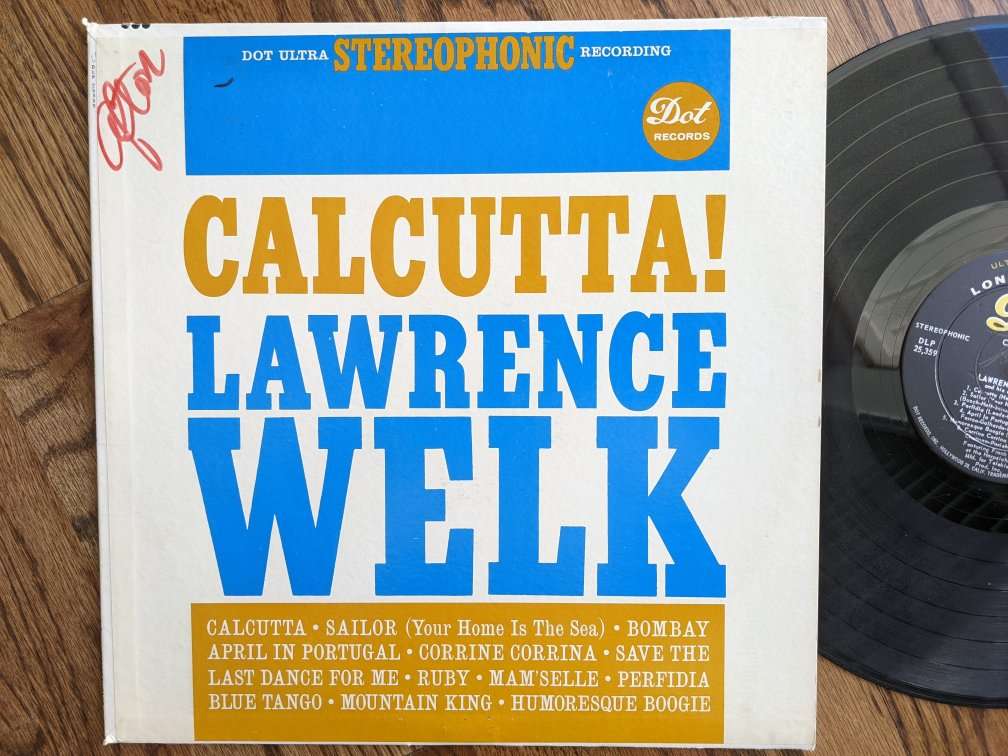 DOT ULTRA STEREOPHONIC RECORDING
Dot
RECORDS
CALCUTTA!
LAWRENCE
WELK
CALCUTTA • SAILOR (Your Home Is The Sea) • BOMBAY
APRIL IN PORTUGAL • CORRINE CORRINA • SAVE THE
LAST DANCE FOR ME • RUBY • MAM'SELLE • PERFIDIA
BLUE TANGO • MOUNTAIN KING • HUMORESQUE BOOGIE
STEREOPHONIC
DLP
25,359